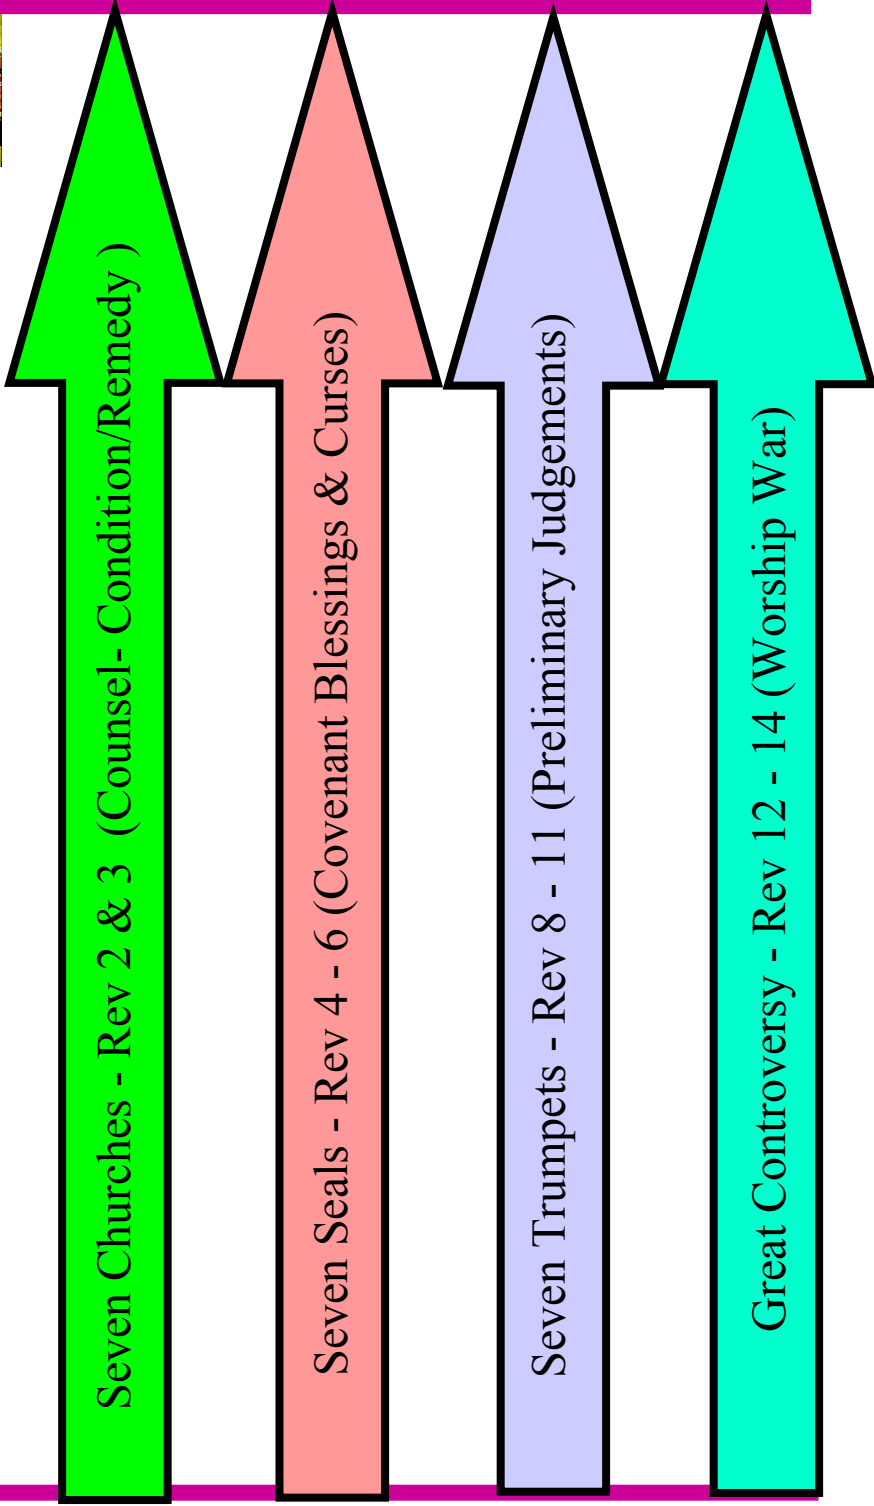 Seven Churches - Rev 2 & 3  (Counsel- Condition/Remedy )
Seven Seals - Rev 4 - 6 (Covenant Blessings & Curses)
Seven Trumpets - Rev 8 - 11 (Preliminary Judgements)
Great Controversy - Rev 12 - 14 (Worship War)